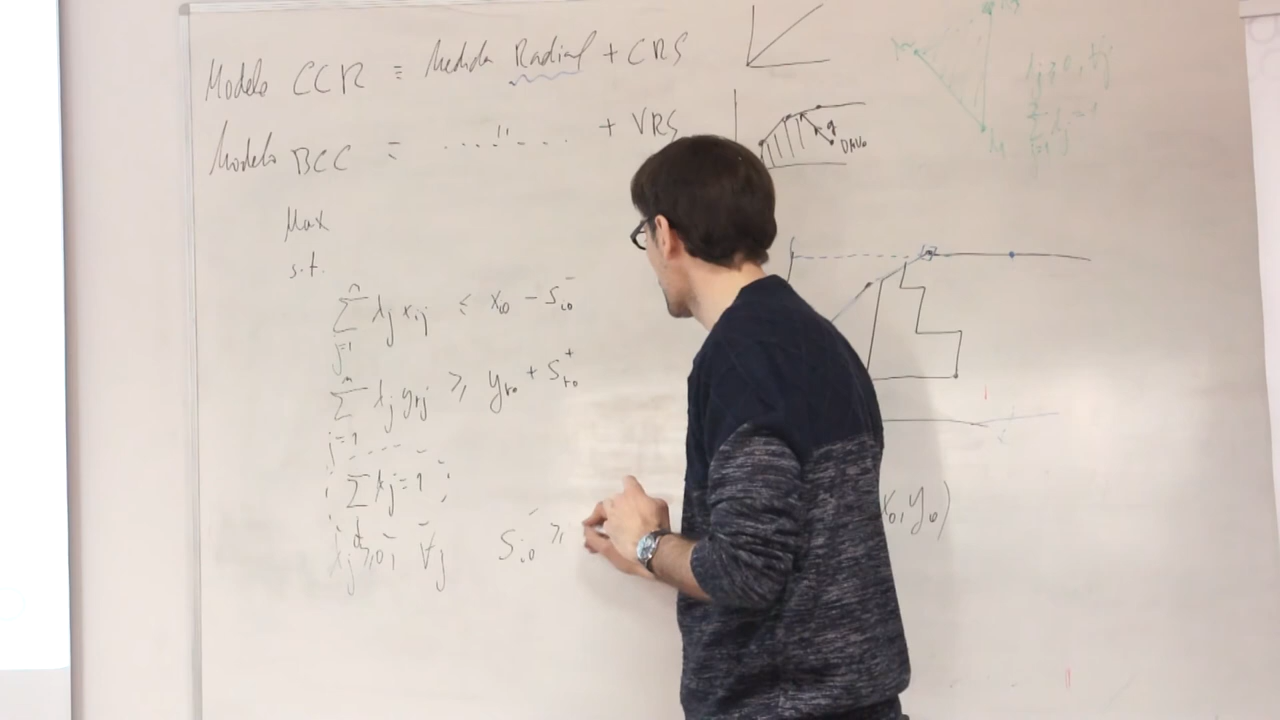 Modelo CCR ≡ Medida Radial + CRS
Modelo BCC = ....".... + VRS
Max
s.t.
n
∑ λj xij ≤ xio - Sio⁻
j=1
n
∑ λj yrj ≥ yro + Sro⁺
j=1
∑ λj = 1
j
λj ≥ 0, ∀j Sio⁻ ≥
g
DMU₀
x₀, y₀)